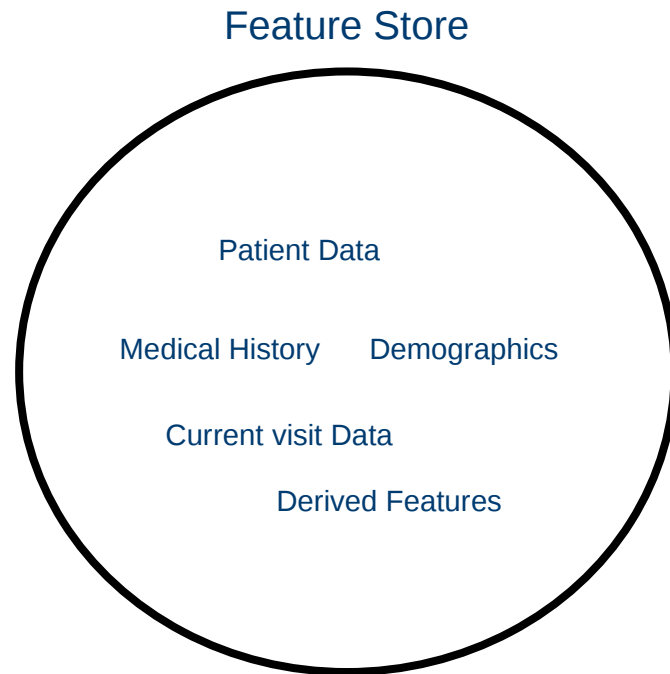 Feature Store
Patient Data
Medical History Demographics
Current visit Data
Derived Features